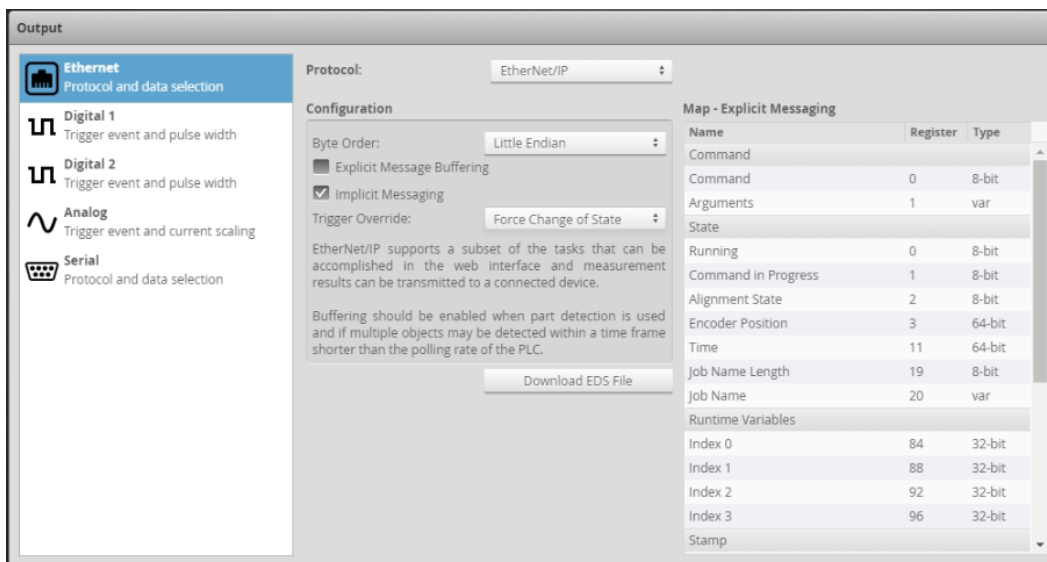 Output
Ethernet
Protocol and data selection
Digital 1
Trigger event and pulse width
Digital 2
Trigger event and pulse width
Analog
Trigger event and current scaling
Serial
Protocol and data selection
Protocol: EtherNet/IP
Configuration
Byte Order: Little Endian
Explicit Message Buffering
Implicit Messaging
Trigger Override: Force Change of State
EtherNet/IP supports a subset of the tasks that can be
accomplished in the web interface and measurement
results can be transmitted to a connected device.
Buffering should be enabled when part detection is used
and if multiple objects may be detected within a time frame
shorter than the polling rate of the PLC.
Download EDS File
Map - Explicit Messaging
Name Register Type
Command
Command 0 8-bit
Arguments 1 var
State
Running 0 8-bit
Command in Progress 1 8-bit
Alignment State 2 8-bit
Encoder Position 3 64-bit
Time 11 64-bit
Job Name Length 19 8-bit
Job Name 20 var
Runtime Variables
Index 0 84 32-bit
Index 1 88 32-bit
Index 2 92 32-bit
Index 3 96 32-bit
Stamp